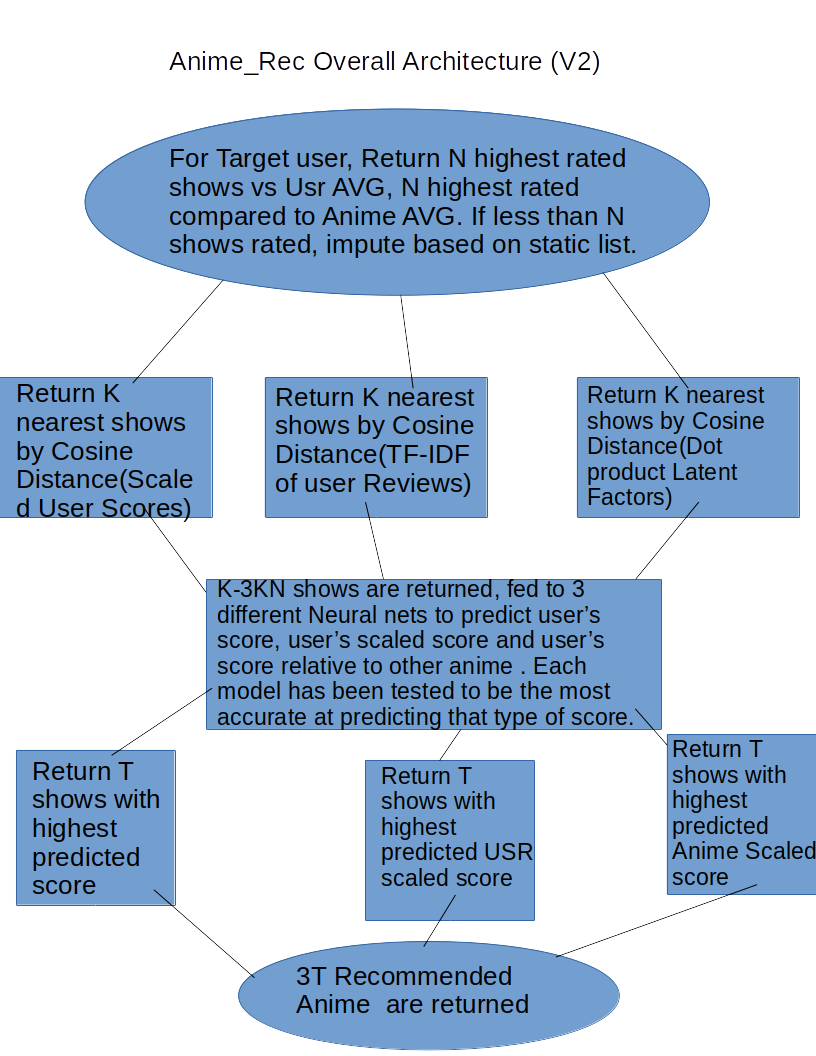 Anime_Rec Overall Architecture (V2)
For Target user, Return N highest rated
shows vs Usr AVG, N highest rated
compared to Anime AVG. If less than N
shows rated, impute based on static list.
Return K
nearest shows
by Cosine
Distance(Scale
d User Scores)
Return K nearest
shows by Cosine
Distance(TF-IDF
of user Reviews)
Return K nearest
shows by Cosine
Distance(Dot
product Latent
Factors)
K-3KN shows are returned, fed to 3
different Neural nets to predict user’s
score, user’s scaled score and user’s
score relative to other anime . Each
model has been tested to be the most
accurate at predicting that type of score.
Return T
shows with
highest
predicted
score
Return T
shows with
highest
predicted USR
scaled score
Return T
shows with
highest
predicted
Anime Scaled
score
3T Recommended
Anime  are returned